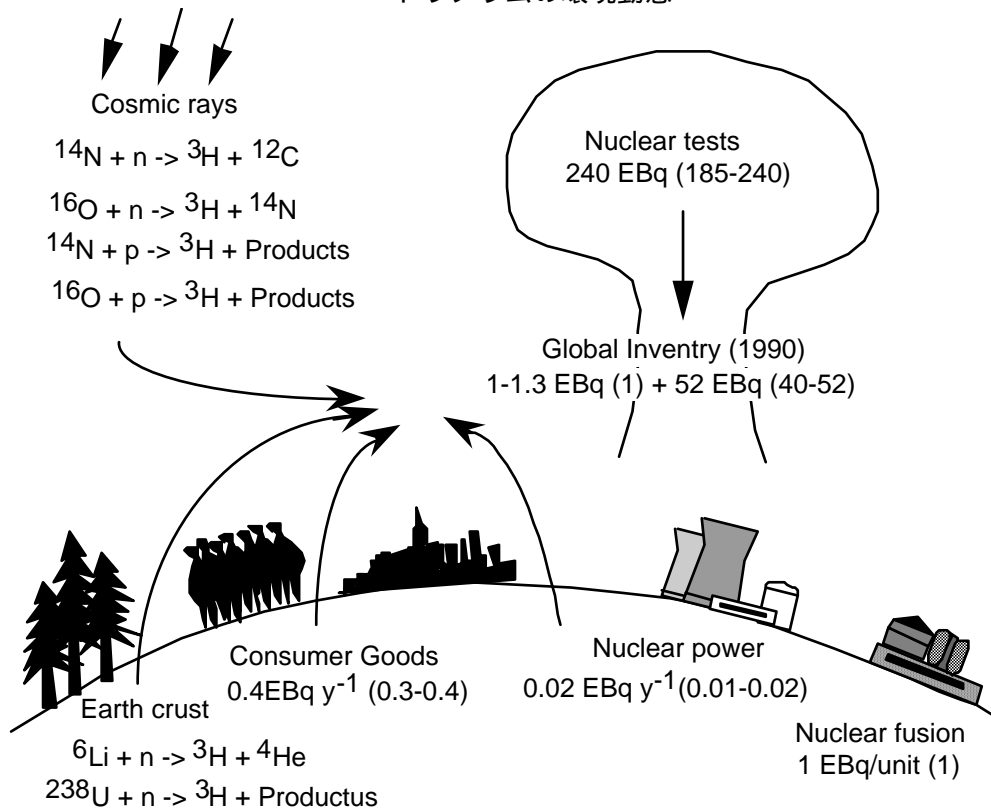 Cosmic rays
¹⁴N + n -> ³H + ¹²C
¹⁶O + n -> ³H + ¹⁴N
¹⁴N + p -> ³H + Products
¹⁶O + p -> ³H + Products
Nuclear tests
240 EBq (185-240)
Global Inventry (1990)
1-1.3 EBq (1) + 52 EBq (40-52)
Earth crust
⁶Li + n -> ³H + ⁴He
²³⁸U + n -> ³H + Productus
Consumer Goods
0.4EBq y⁻¹ (0.3-0.4)
Nuclear power
0.02 EBq y⁻¹(0.01-0.02)
Nuclear fusion
1 EBq/unit (1)